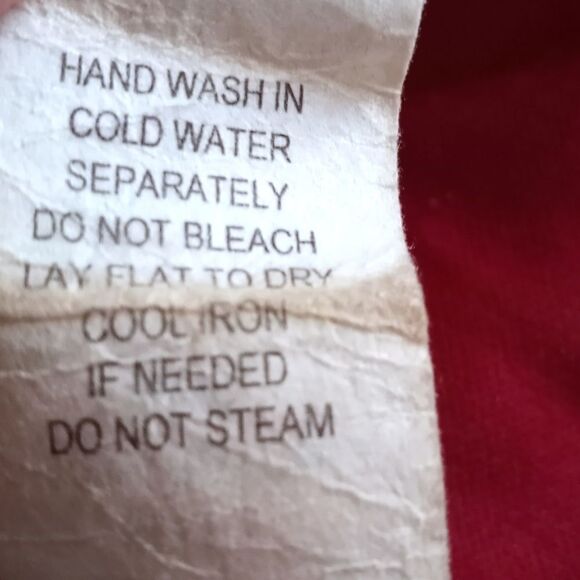 HAND WASH IN
COLD WATER
SEPARATELY
DO NOT BLEACH
LAY FLAT TO DRY
COOL IRON
IF NEEDED
DO NOT STEAM